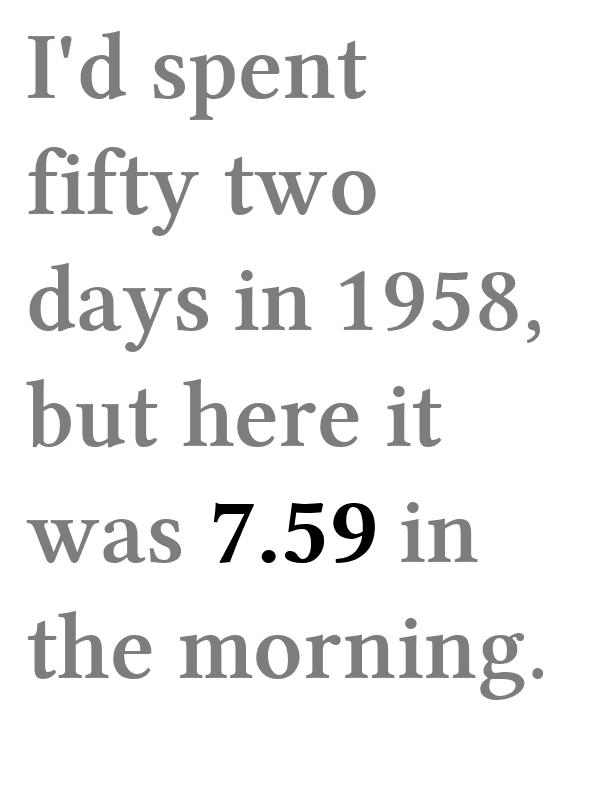 I'd spent
fifty two
days in 1958,
but here it
was 7.59 in
the morning.